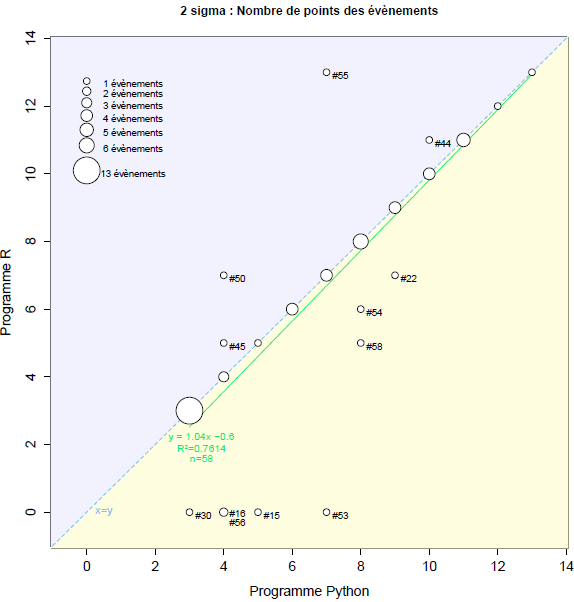 2 sigma : Nombre de points des évènements
14
12
10
8
6
4
2
0
Programme R
1 évènements
2 évènements
3 évènements
4 évènements
5 évènements
6 évènements
13 évènements
#55
#44
#50
#22
#54
#45
#58
y = 1.04x −0.6
R²=0.7614
n=58
x=y
#30
#16
#56
#15
#53
0
2
4
6
8
10
12
14
Programme Python